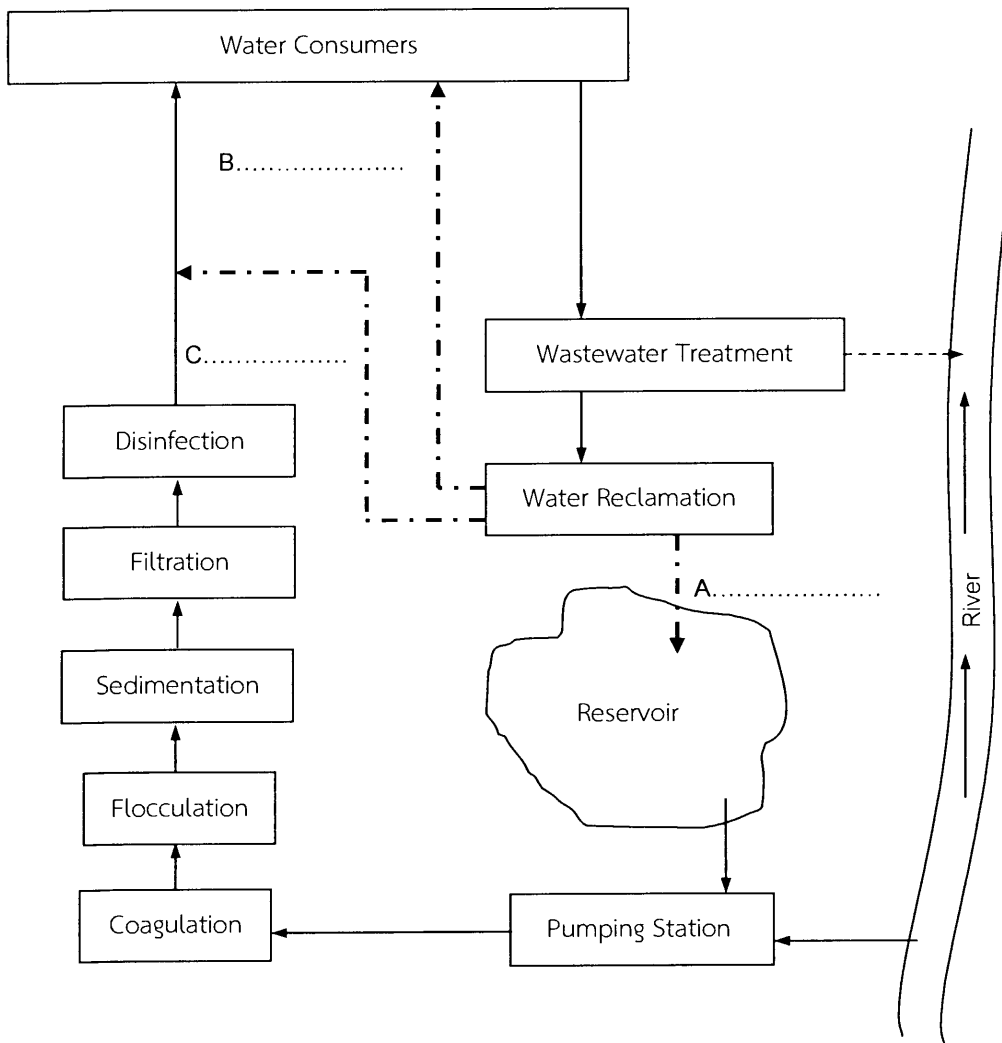 Water Consumers
B.....................
C..................
Wastewater Treatment
Disinfection
Water Reclamation
Filtration
A.....................
River
Sedimentation
Reservoir
Flocculation
Coagulation
Pumping Station